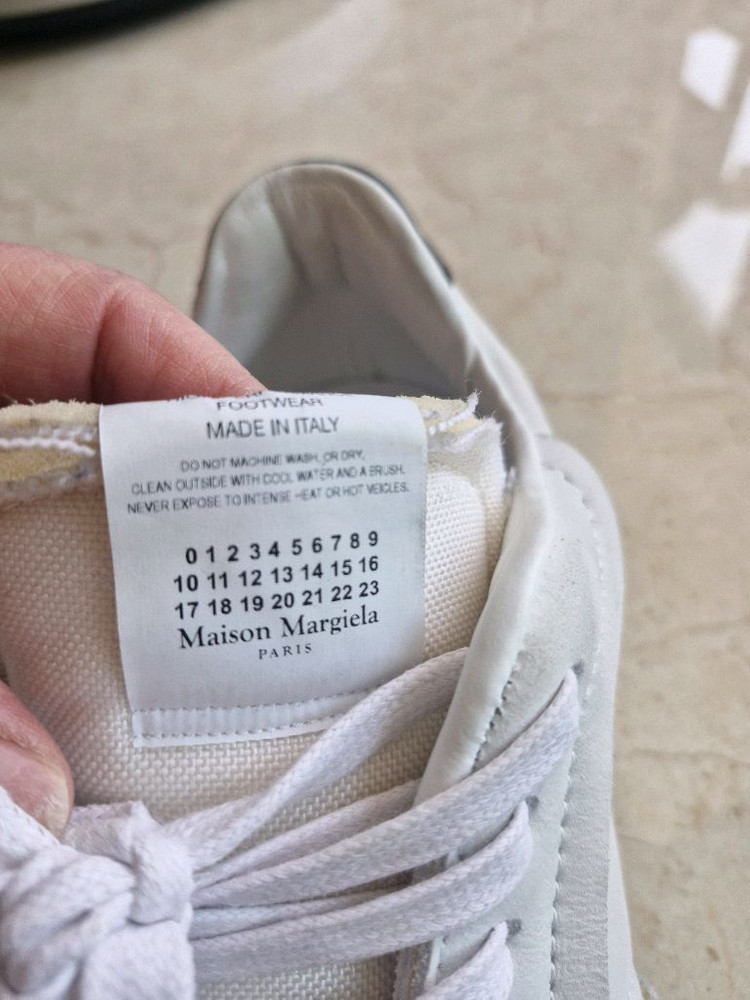 FOOTWEAR
MADE IN ITALY
DO NOT MACHINE WASH, OR DRY,
CLEAN OUTSIDE WITH COOL WATER AND A BRUSH.
NEVER EXPOSE TO INTENSE HEAT OR HOT VEICLES.
0 1 2 3 4 5 6 7 8 9
10 11 12 13 14 15 16
17 18 19 20 21 22 23
Maison Margiela
PARIS